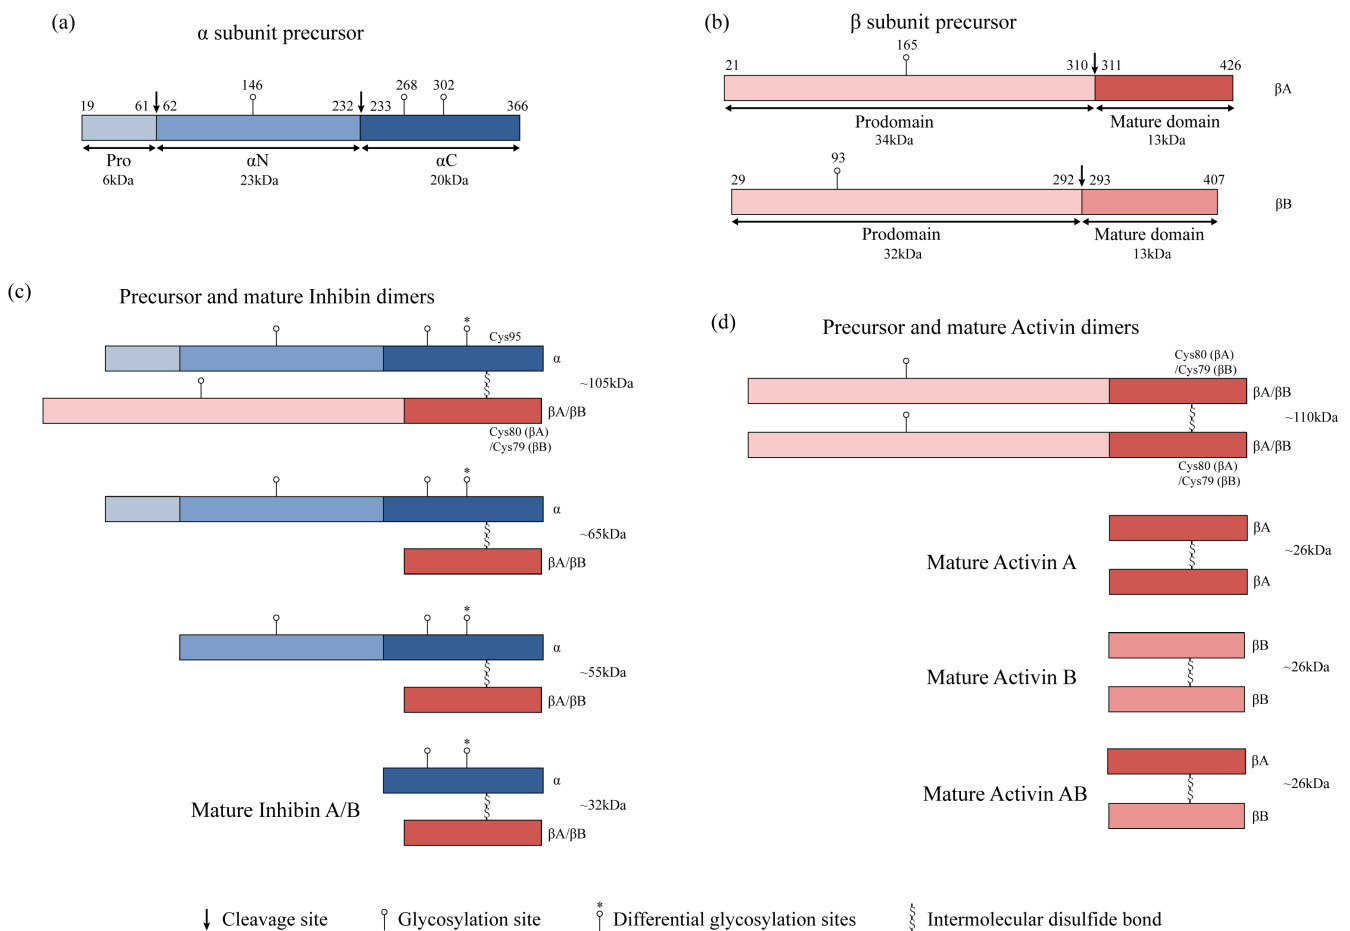 (a)
α subunit precursor
146 268 302
19 61 62 232 233 366
Pro αN αC
6kDa 23kDa 20kDa
(b)
β subunit precursor
165
21 310 311 426
βA
Prodomain Mature domain
34kDa 13kDa
93
29 292 293 407
βB
Prodomain Mature domain
32kDa 13kDa
(c)
Precursor and mature Inhibin dimers
*
Cys95
α
~105kDa
βA/βB
Cys80 (βA)
/Cys79 (βB)
*
α
~65kDa
βA/βB
*
α
~55kDa
βA/βB
*
α
Mature Inhibin A/B
~32kDa
βA/βB
(d)
Precursor and mature Activin dimers
Cys80 (βA)
/Cys79 (βB)
βA/βB
~110kDa
βA/βB
Cys80 (βA)
/Cys79 (βB)
βA
Mature Activin A
~26kDa
βA
βB
Mature Activin B
~26kDa
βB
βA
Mature Activin AB
~26kDa
βB
Cleavage site
Glycosylation site
*
Differential glycosylation sites
Intermolecular disulfide bond